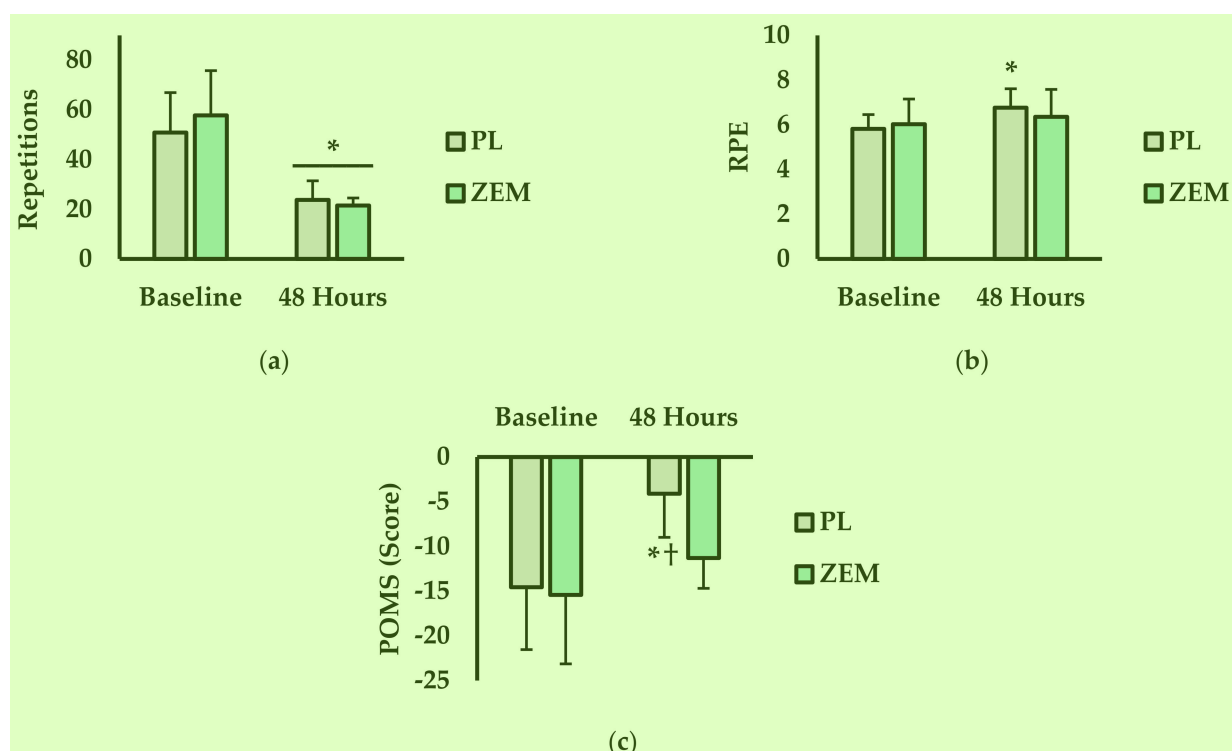 80
60
40
20
0
Repetitions
*
Baseline
48 Hours
PL
ZEM
(a)
10
8
6
4
2
0
RPE
*
Baseline
48 Hours
PL
ZEM
(b)
Baseline
48 Hours
0
-5
-10
-15
-20
-25
POMS (Score)
*†
PL
ZEM
(c)